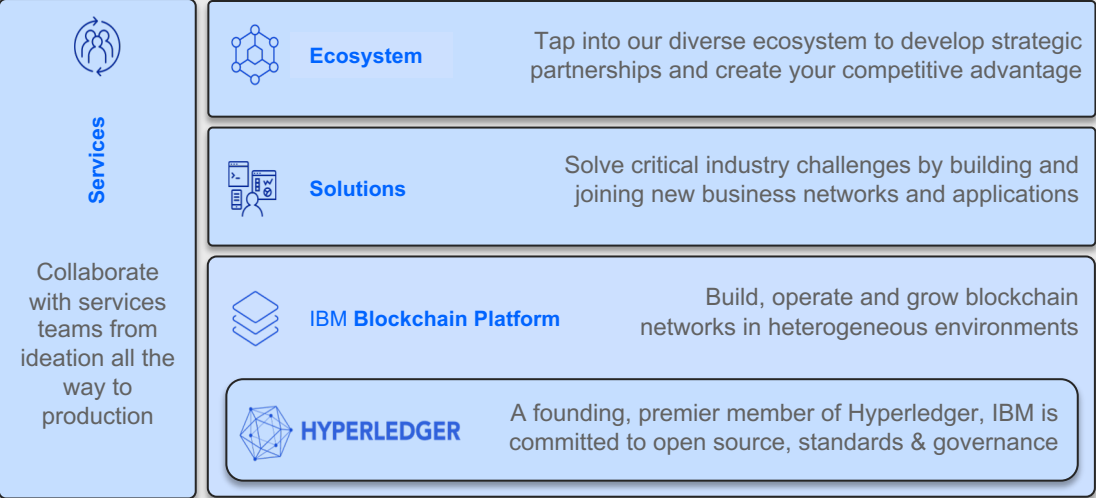 Services
Collaborate
with services
teams from
ideation all the
way to
production
Ecosystem
Tap into our diverse ecosystem to develop strategic
partnerships and create your competitive advantage
Solutions
Solve critical industry challenges by building and
joining new business networks and applications
IBM Blockchain Platform
Build, operate and grow blockchain
networks in heterogeneous environments
HYPERLEDGER
A founding, premier member of Hyperledger, IBM is
committed to open source, standards & governance